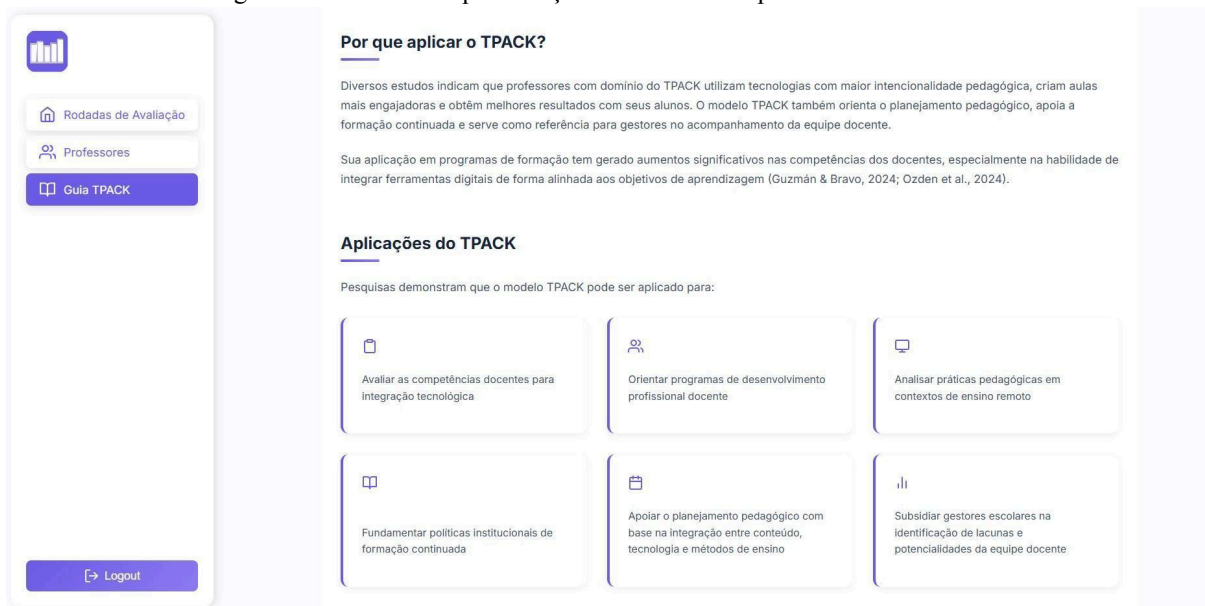 Por que aplicar o TPACK?
Diversos estudos indicam que professores com domínio do TPACK utilizam tecnologias com maior intencionalidade pedagógica, criam aulas
mais engajadoras e obtêm melhores resultados com seus alunos. O modelo TPACK também orienta o planejamento pedagógico, apoia a
formação continuada e serve como referência para gestores no acompanhamento da equipe docente.
Sua aplicação em programas de formação tem gerado aumentos significativos nas competências dos docentes, especialmente na habilidade de
integrar ferramentas digitais de forma alinhada aos objetivos de aprendizagem (Guzmán & Bravo, 2024; Ozden et al., 2024).
Rodadas de Avaliação
Professores
Guia TPACK
Aplicações do TPACK
Pesquisas demonstram que o modelo TPACK pode ser aplicado para:
Avaliar as competências docentes para
integração tecnológica
Orientar programas de desenvolvimento
profissional docente
Analisar práticas pedagógicas em
contextos de ensino remoto
Fundamentar políticas institucionais de
formação continuada
Apoiar o planejamento pedagógico com
base na integração entre conteúdo,
tecnologia e métodos de ensino
Subsidiar gestores escolares na
identificação de lacunas e
potencialidades da equipe docente
Logout